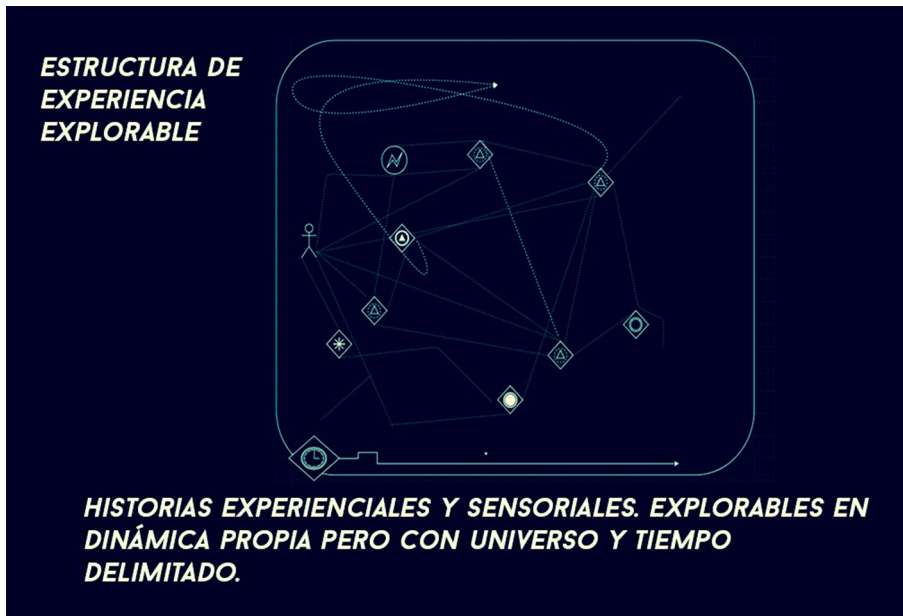 ESTRUCTURA DE
EXPERIENCIA
EXPLORABLE
HISTORIAS EXPERIENCIALES Y SENSORIALES. EXPLORABLES EN
DINÁMICA PROPIA PERO CON UNIVERSO Y TIEMPO
DELIMITADO.